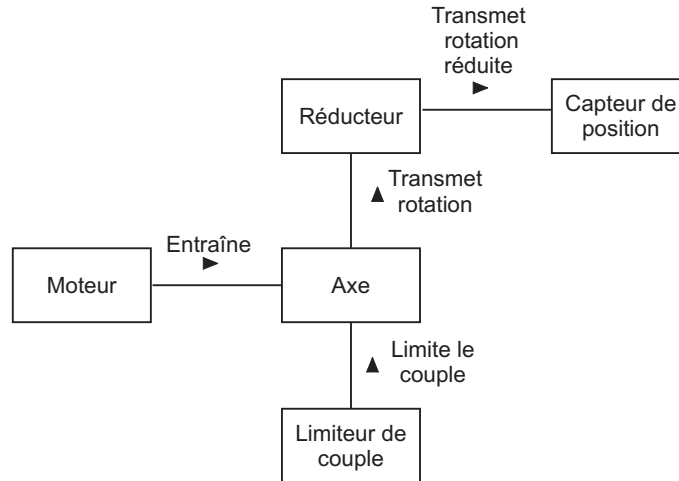 Transmet
rotation
réduite
Réducteur
Capteur de
position
Transmet
rotation
Entraîne
Moteur
Axe
Limite le
couple
Limiteur de
couple